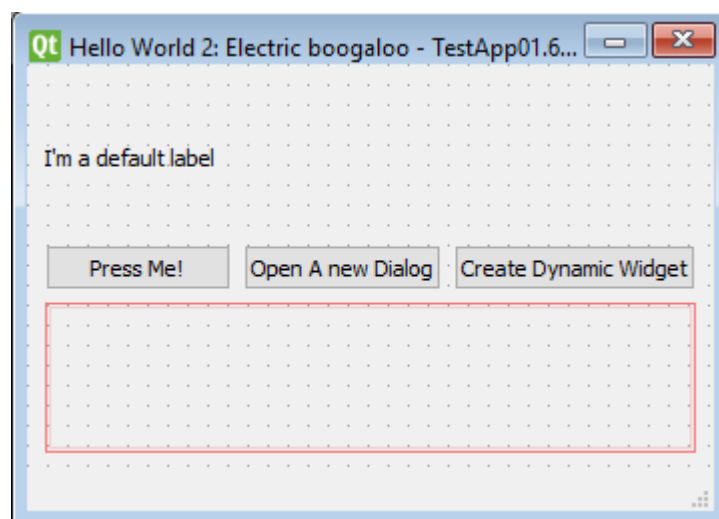 Qt Hello World 2: Electric boogaloo - TestApp01.6...
I'm a default label
Press Me! Open A new Dialog Create Dynamic Widget